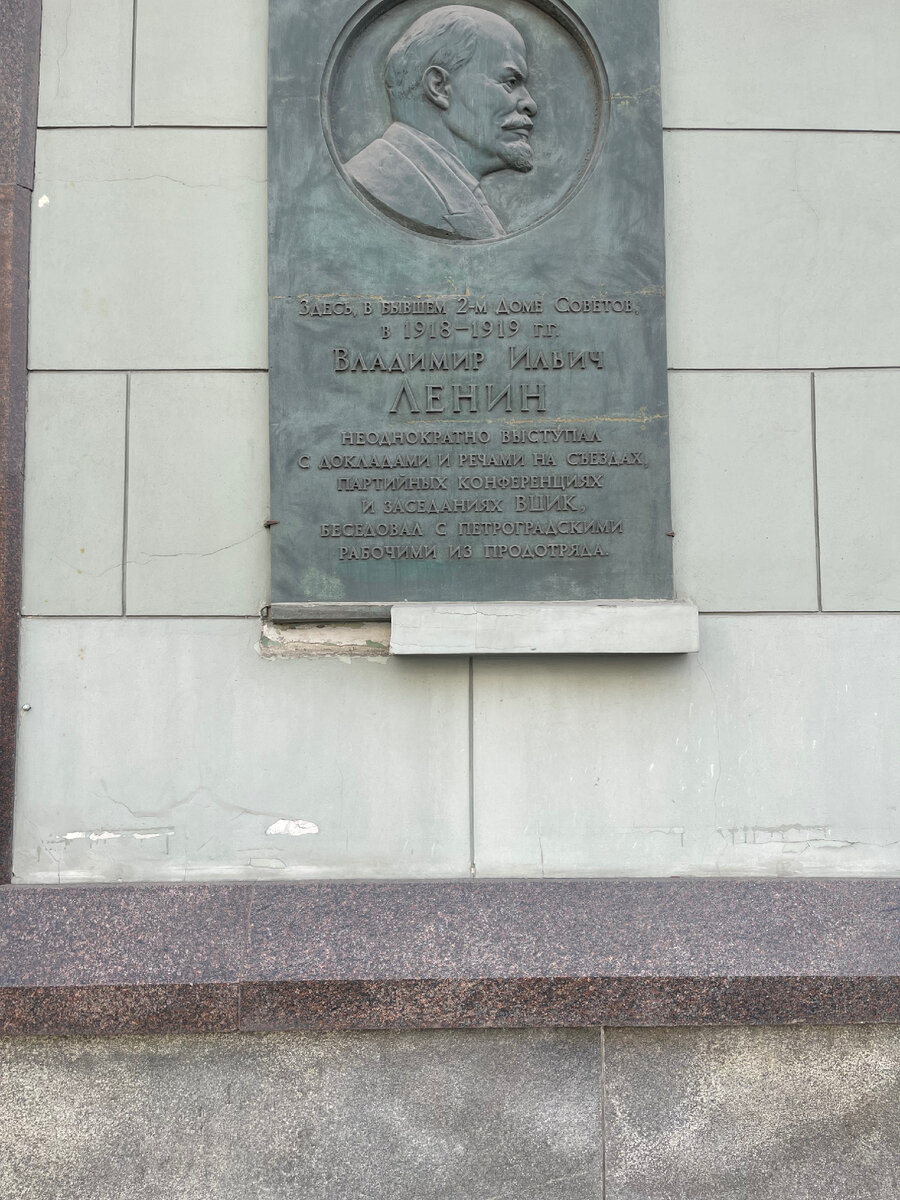 Здесь, в бывшем 2-м доме Советов,
в 1918–1919 г.г.
Владимир Ильич
ЛЕНИН
неоднократно выступал
с докладами и речами на съездах,
партийных конференциях
и заседаниях ВЦИК,
беседовал с петроградскими
рабочими из продотряда.